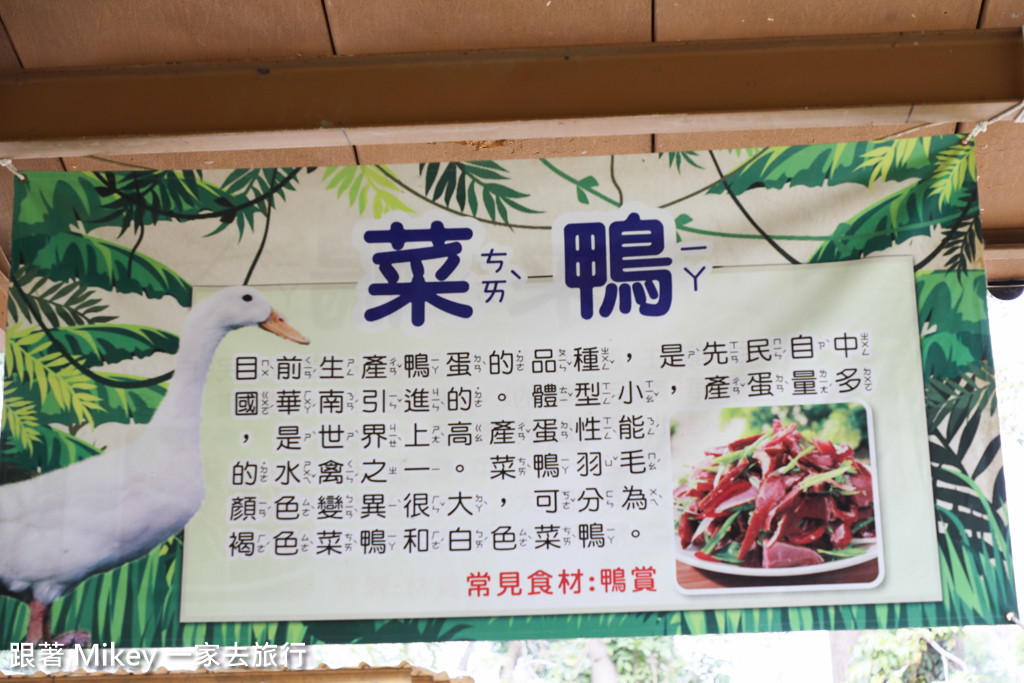 菜鴨
目前生產鴨蛋的品種，是先民自中
國華南引進的。體型小，產蛋量多
，是世界上高產蛋性能
的水禽之一。菜鴨羽毛
顏色變異很大，可分為
褐色菜鴨和白色菜鴨。
常見食材:鴨賞
跟著 Mikey 一家去旅行